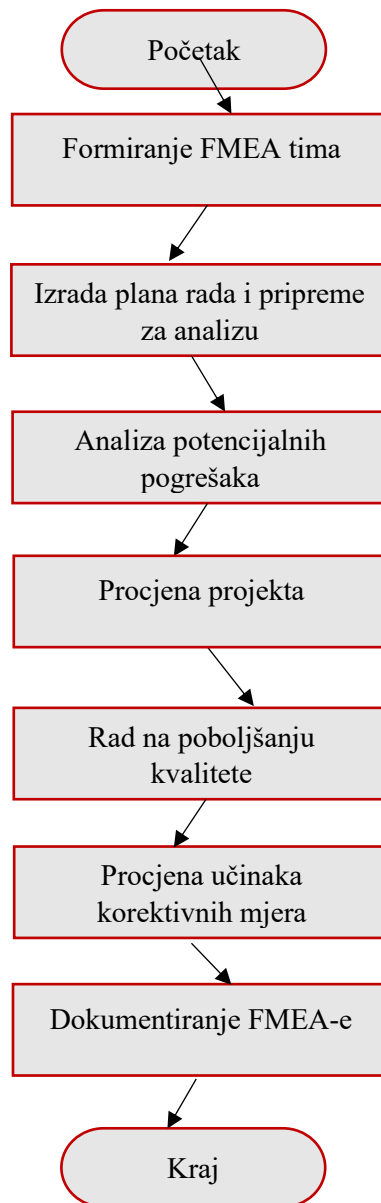 Početak
Formiranje FMEA tima
Izrada plana rada i pripreme
za analizu
Analiza potencijalnih
pogrešaka
Procjena projekta
Rad na poboljšanju
kvalitete
Procjena učinaka
korektivnih mjera
Dokumentiranje FMEA-e
Kraj